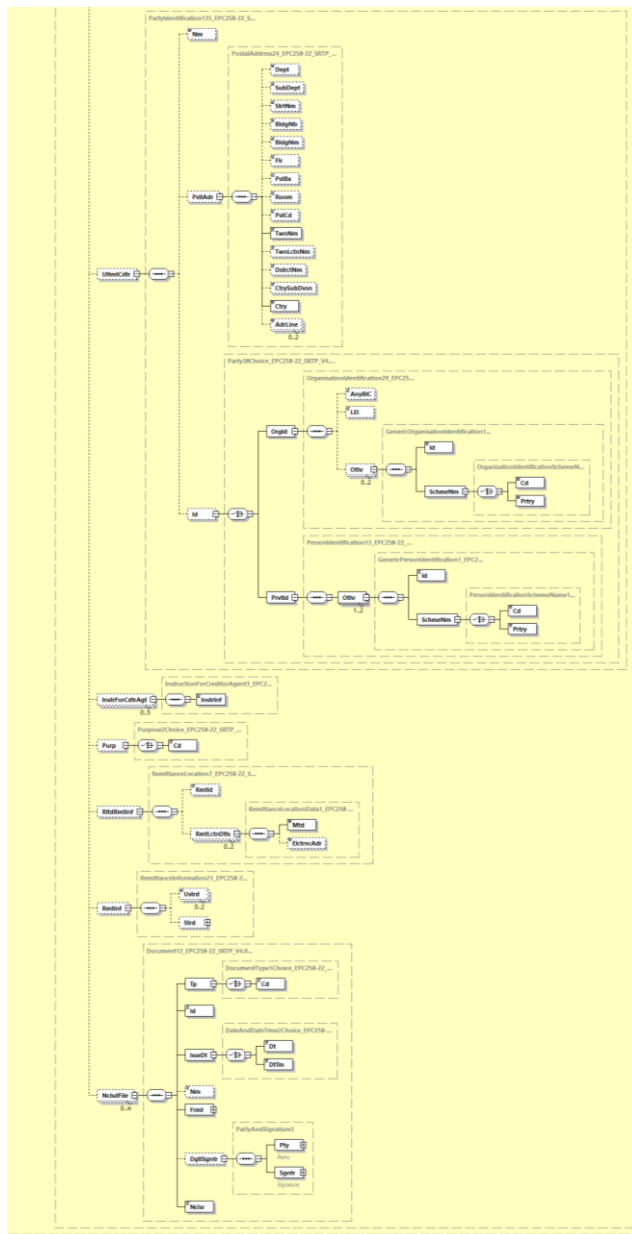 PartyIdentification135_EPC258-22_S...
Nm
PostalAddress24_EPC258-22_SRTP_...
Dept
SubDept
StrtNm
BldgNb
BldgNm
Flr
PstBx
PstlAdr
Room
PstCd
TwnNm
TwnLctnNm
DstrctNm
UltmtCdtr
CtrySubDvsn
Ctry
AdrLine
0..2
Party38Choice_EPC258-22_SRTP_V4....
OrganisationIdentification29_EPC25...
AnyBIC
LEI
OrgId
GenericOrganisationIdentification1...
Id
Othr
0..2
OrganisationIdentificationSchemeN...
SchmeNm
Cd
Prtry
Id
PersonIdentification13_EPC258-22_...
GenericPersonIdentification1_EPC2...
Id
PrvtId
Othr
1..2
PersonIdentificationSchemeName1...
SchmeNm
Cd
Prtry
InstructionForCreditorAgent3_EPC2...
InstrForCdtrAgt
0..5
InstrInf
Purpose2Choice_EPC258-22_SRTP_...
Purp
Cd
RemittanceLocation7_EPC258-22_S...
RmtId
RltdRmtInf
RemittanceLocationData1_EPC258-...
RmtLctnDtls
0..2
Mtd
ElctrncAdr
RemittanceInformation21_EPC258-2...
RmtInf
Ustrd
0..2
Strd
Document12_EPC258-22_SRTP_V4.0...
DocumentType1Choice_EPC258-22_...
Tp
Cd
Id
DateAndDateTime2Choice_EPC258-...
IsseDt
Dt
DtTm
NclsdFile
0..∞
Nm
Frmt
PartyAndSignature3
DgtlSgntr
Pty
Party
Sgntr
Signature
Nclsr